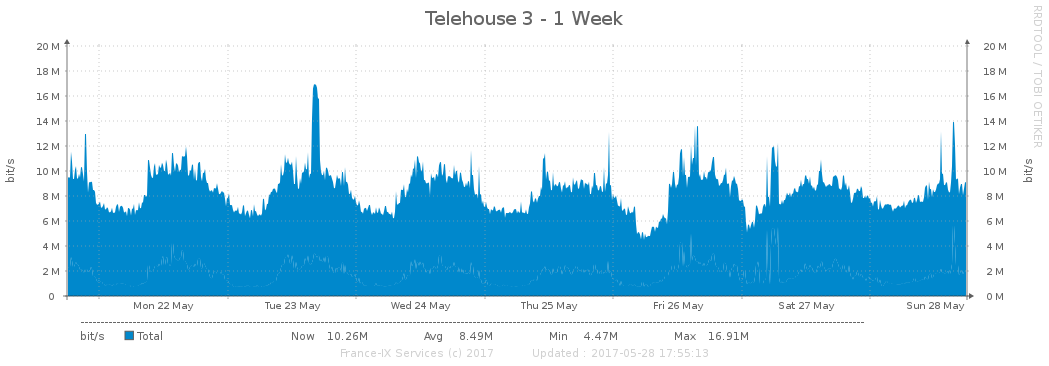 Telehouse 3 - 1 Week
RRDTOOL / TOBI OETIKER
20 M 20 M
18 M 18 M
16 M 16 M
14 M 14 M
12 M 12 M
10 M 10 M
8 M 8 M
6 M 6 M
4 M 4 M
2 M 2 M
0 0 M
bit/s bit/s
Mon 22 May Tue 23 May Wed 24 May Thu 25 May Fri 26 May Sat 27 May Sun 28 May
bit/s Total Now 10.26M Avg 8.49M Min 4.47M Max 16.91M
France-IX Services (c) 2017 Updated : 2017-05-28 17:55:13